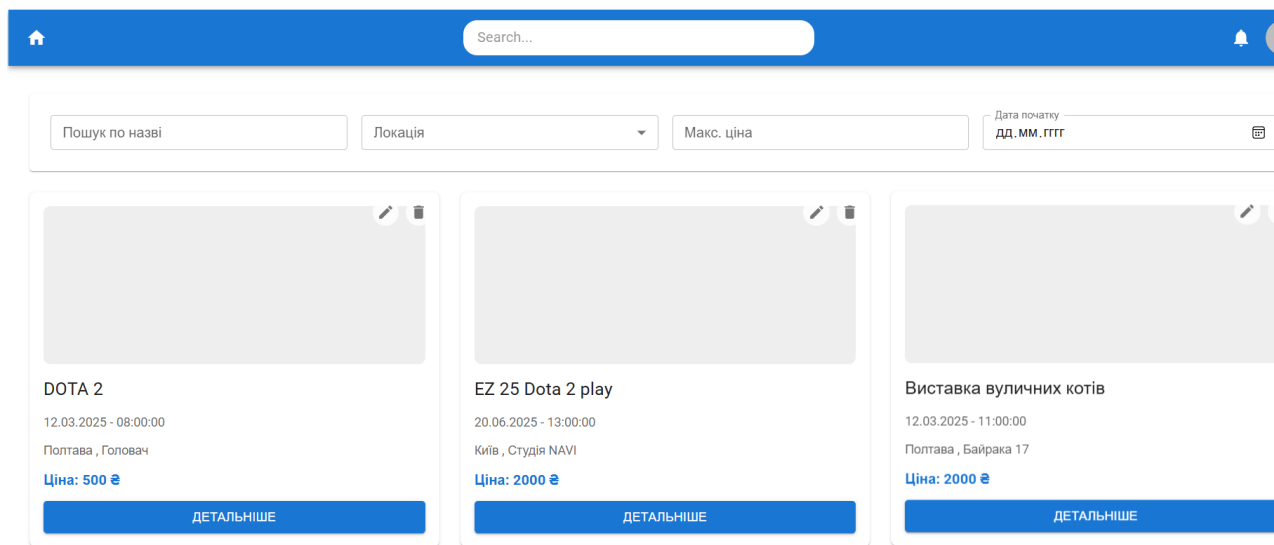 Search...
Пошук по назві
Локація
Макс. ціна
Дата початку
дд.мм.гггг
DOTA 2
12.03.2025 - 08:00:00
Полтава , Головач
Ціна: 500 ₴
ДЕТАЛЬНІШЕ
EZ 25 Dota 2 play
20.06.2025 - 13:00:00
Київ , Студія NAVI
Ціна: 2000 ₴
ДЕТАЛЬНІШЕ
Виставка вуличних котів
12.03.2025 - 11:00:00
Полтава , Байрака 17
Ціна: 2000 ₴
ДЕТАЛЬНІШЕ